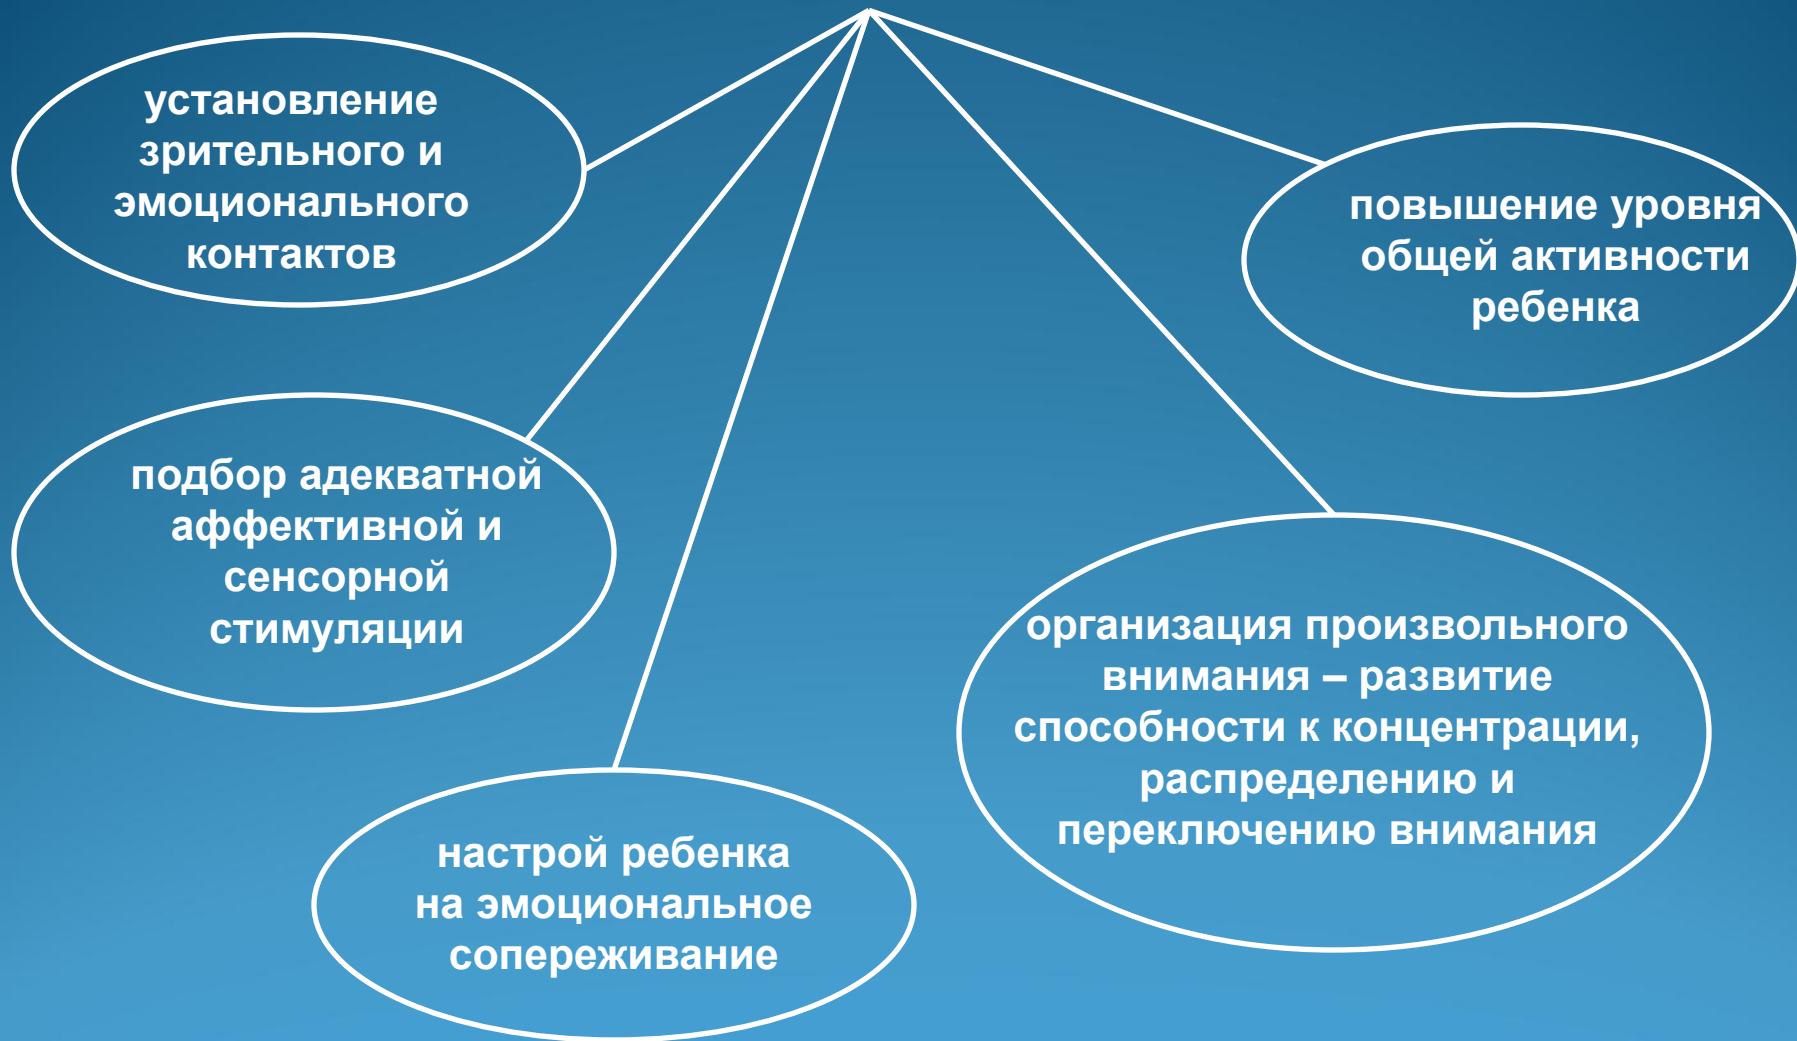 установление
зрительного и
эмоционального
контактов
повышение уровня
общей активности
ребенка
подбор адекватной
аффективной и
сенсорной
стимуляции
организация произвольного
внимания – развитие
способности к концентрации,
распределению и
переключению внимания
настрой ребенка
на эмоциональное
сопереживание